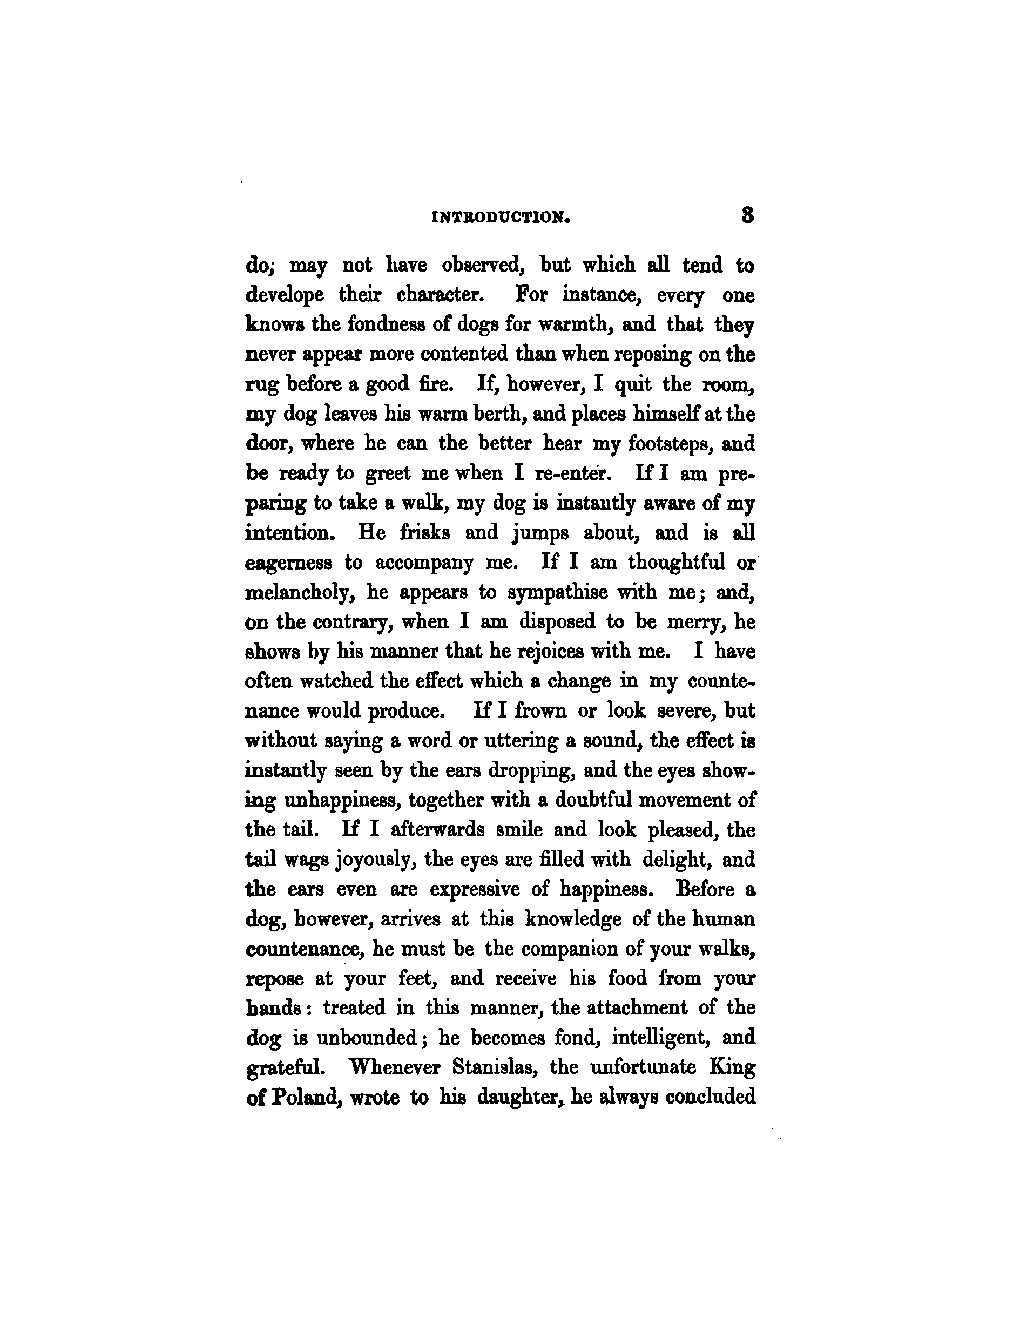 INTRODUCTION. 3
do; may not have observed, but which all tend to
develope their character. For instance, every one
knows the fondness of dogs for warmth, and that they
never appear more contented than when reposing on the
rug before a good fire. If, however, I quit the room,
my dog leaves his warm berth, and places himself at the
door, where he can the better hear my footsteps, and
be ready to greet me when I re-enter. If I am pre-
paring to take a walk, my dog is instantly aware of my
intention. He frisks and jumps about, and is all
eagerness to accompany me. If I am thoughtful or
melancholy, he appears to sympathise with me; and,
on the contrary, when I am disposed to be merry, he
shows by his manner that he rejoices with me. I have
often watched the effect which a change in my counte-
nance would produce. If I frown or look severe, but
without saying a word or uttering a sound, the effect is
instantly seen by the ears dropping, and the eyes show-
ing unhappiness, together with a doubtful movement of
the tail. If I afterwards smile and look pleased, the
tail wags joyously, the eyes are filled with delight, and
the ears even are expressive of happiness. Before a
dog, however, arrives at this knowledge of the human
countenance, he must be the companion of your walks,
repose at your feet, and receive his food from your
hands: treated in this manner, the attachment of the
dog is unbounded; he becomes fond, intelligent, and
grateful. Whenever Stanislas, the unfortunate King
of Poland, wrote to his daughter, he always concluded